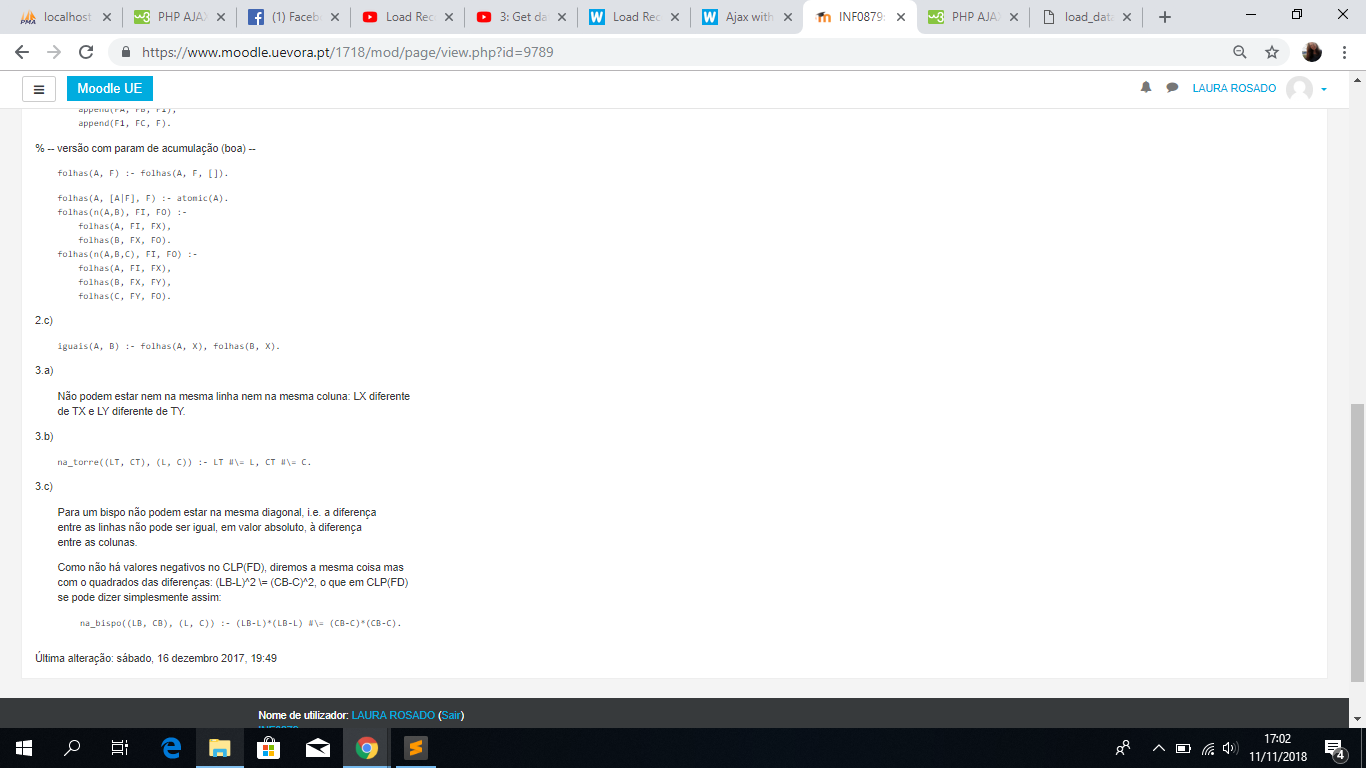 localhost
PHP AJAX
(1) Facebo
Load Rec
3: Get da
Load Rec
Ajax with
INF0879
PHP AJAX
load_data
https://www.moodle.uevora.pt/1718/mod/page/view.php?id=9789
Moodle UE
LAURA ROSADO
append(FA, FB, F1),
append(F1, FC, F).
% -- versão com param de acumulação (boa) --
folhas(A, F) :- folhas(A, F, []).
folhas(A, [A|F], F) :- atomic(A).
folhas(n(A,B), FI, FO) :-
folhas(A, FI, FX),
folhas(B, FX, FO).
folhas(n(A,B,C), FI, FO) :-
folhas(A, FI, FX),
folhas(B, FX, FY),
folhas(C, FY, FO).
2.c)
iguais(A, B) :- folhas(A, X), folhas(B, X).
3.a)
Não podem estar nem na mesma linha nem na mesma coluna: LX diferente
de TX e LY diferente de TY.
3.b)
na_torre((LT, CT), (L, C)) :- LT #\= L, CT #\= C.
3.c)
Para um bispo não podem estar na mesma diagonal, i.e. a diferença
entre as linhas não pode ser igual, em valor absoluto, à diferença
entre as colunas.
Como não há valores negativos no CLP(FD), diremos a mesma coisa mas
com o quadrados das diferenças: (LB-L)^2 \= (CB-C)^2, o que em CLP(FD)
se pode dizer simplesmente assim:
na_bispo((LB, CB), (L, C)) :- (LB-L)*(LB-L) #\= (CB-C)*(CB-C).
Última alteração: sábado, 16 dezembro 2017, 19:49
Nome de utilizador: LAURA ROSADO (Sair)
INF0879
17:02
11/11/2018
4